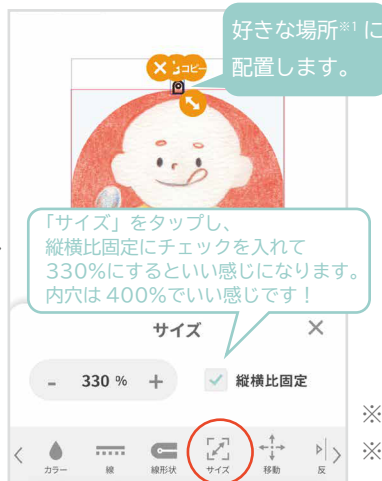 好きな場所※1 に
配置します。
コピー
「サイズ」をタップし、
縦横比固定にチェックを入れて
330%にするといい感じになります。
内穴は 400%でいい感じです！
サイズ
- 330 % + 縦横比固定
カラー 線 線形状 サイズ 移動 反
※
※